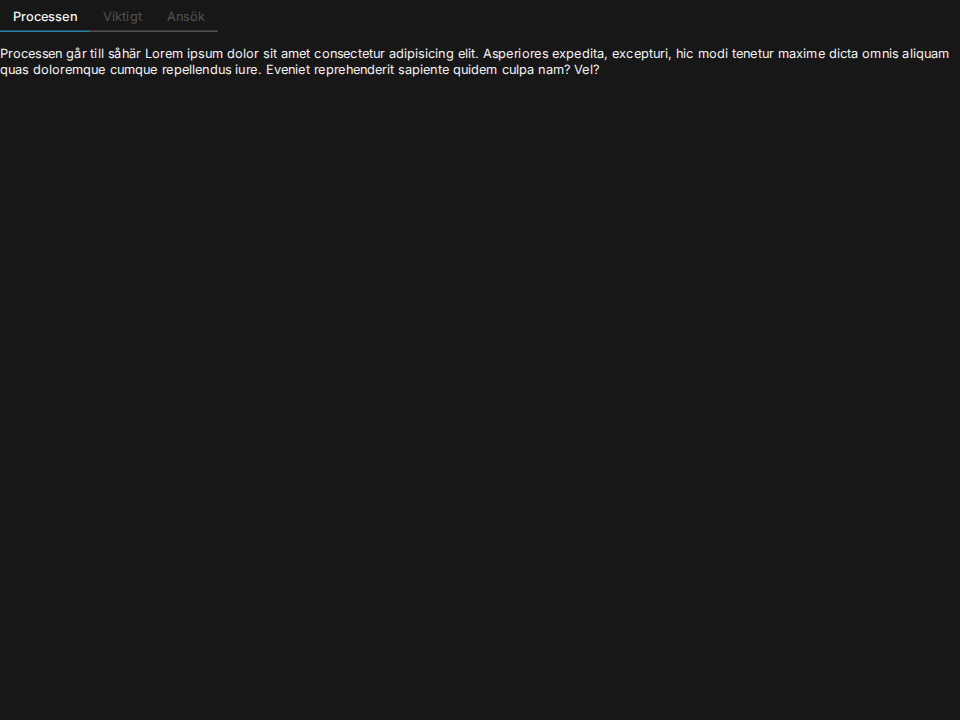 Processen Viktigt Ansök
Processen går till såhär Lorem ipsum dolor sit amet consectetur adipisicing elit. Asperiores expedita, excepturi, hic modi tenetur maxime dicta omnis aliquam
quas doloremque cumque repellendus iure. Eveniet reprehenderit sapiente quidem culpa nam? Vel?